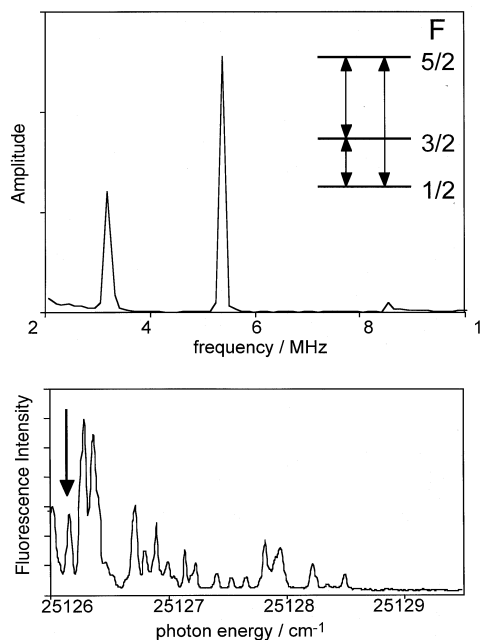 F
5/2
3/2
1/2
Amplitude
2
4
6
8
1
frequency / MHz
Fluorescence Intensity
25126
25127
25128
25129
photon energy / cm-1